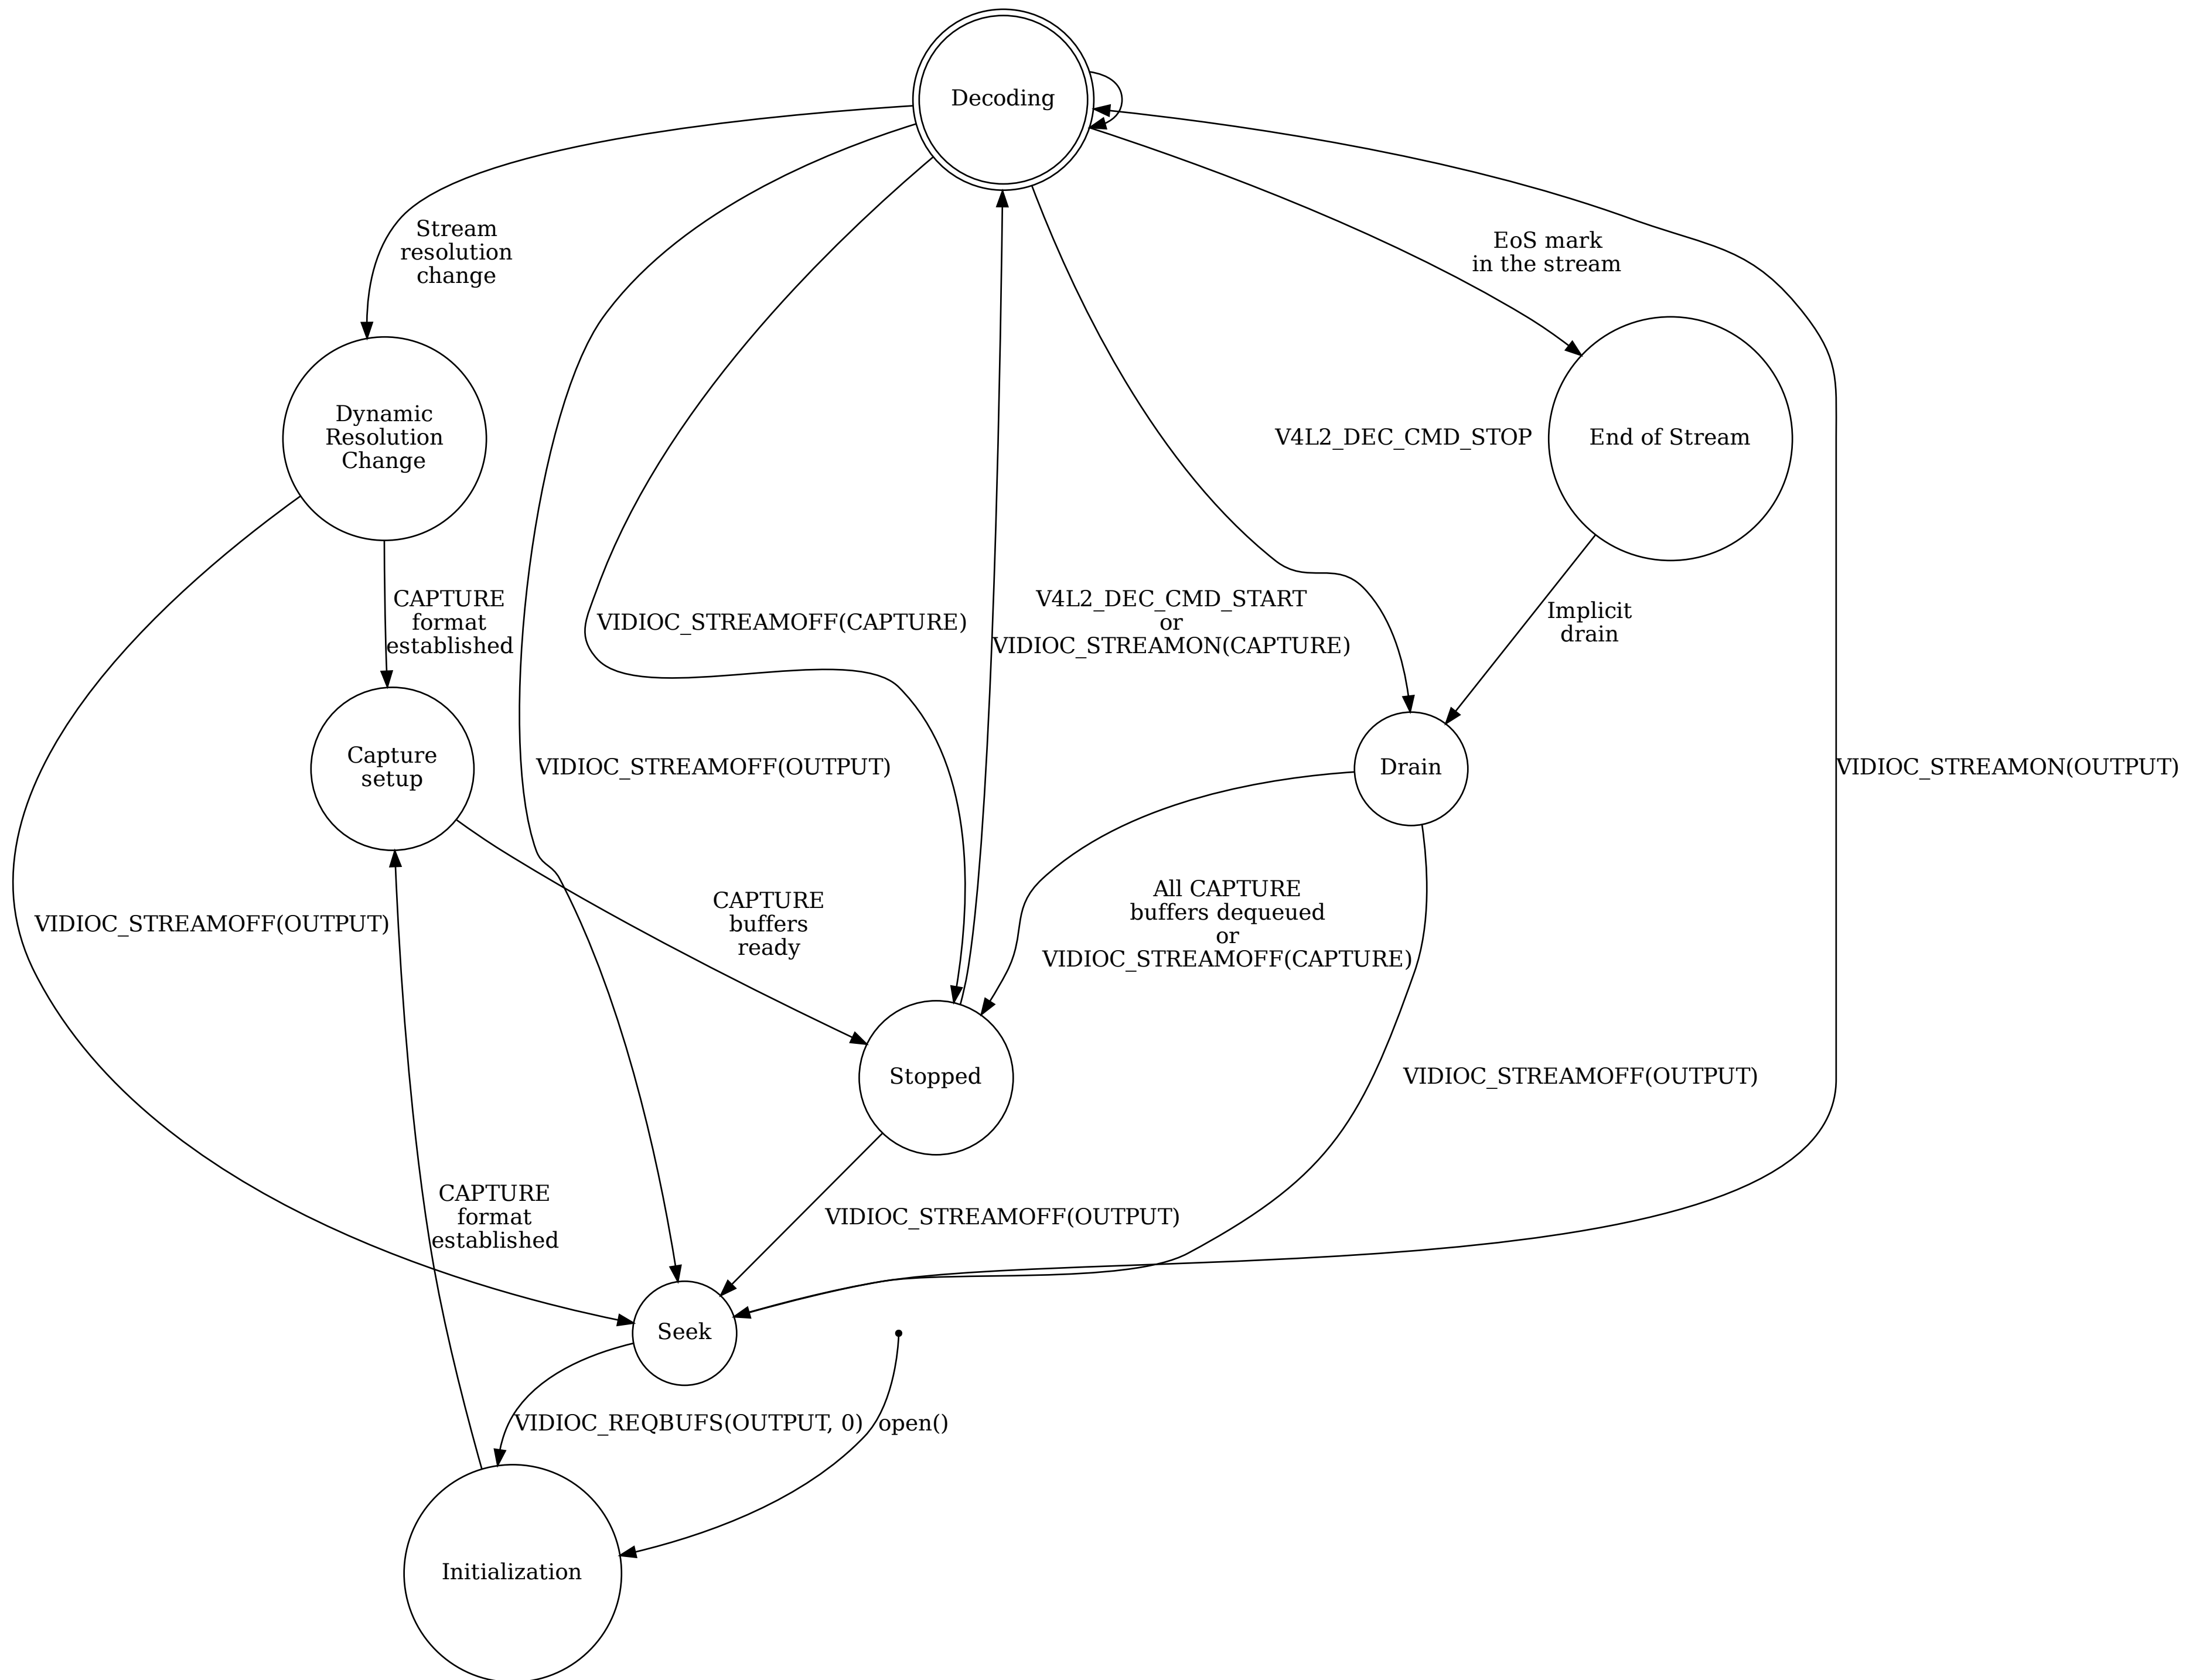 Decoding
Stream
resolution
change
EoS mark
in the stream
Dynamic
Resolution
Change
V4L2_DEC_CMD_STOP
End of Stream
CAPTURE
format
established
VIDIOC_STREAMOFF(CAPTURE)
V4L2_DEC_CMD_START
or
VIDIOC_STREAMON(CAPTURE)
Implicit
drain
Capture
setup
VIDIOC_STREAMOFF(OUTPUT)
Drain
VIDIOC_STREAMON(OUTPUT)
VIDIOC_STREAMOFF(OUTPUT)
CAPTURE
buffers
ready
All CAPTURE
buffers dequeued
or
VIDIOC_STREAMOFF(CAPTURE)
Stopped
VIDIOC_STREAMOFF(OUTPUT)
CAPTURE
format
established
VIDIOC_STREAMOFF(OUTPUT)
Seek
VIDIOC_REQBUFS(OUTPUT, 0)
open()
Initialization